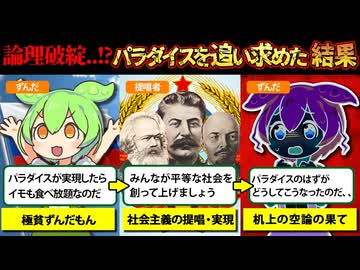 論理破綻..!?パラダイスを追い求めた結果
ずんだ
提唱者
ずんだ
パラダイスが実現したら
イモも食べ放題なのだ
みんなが平等な社会を
創って上げましょう
パラダイスのはずが
どうしてこうなったのだ、、
極貧ずんだもん
社会主義の提唱・実現
机上の空論の果て